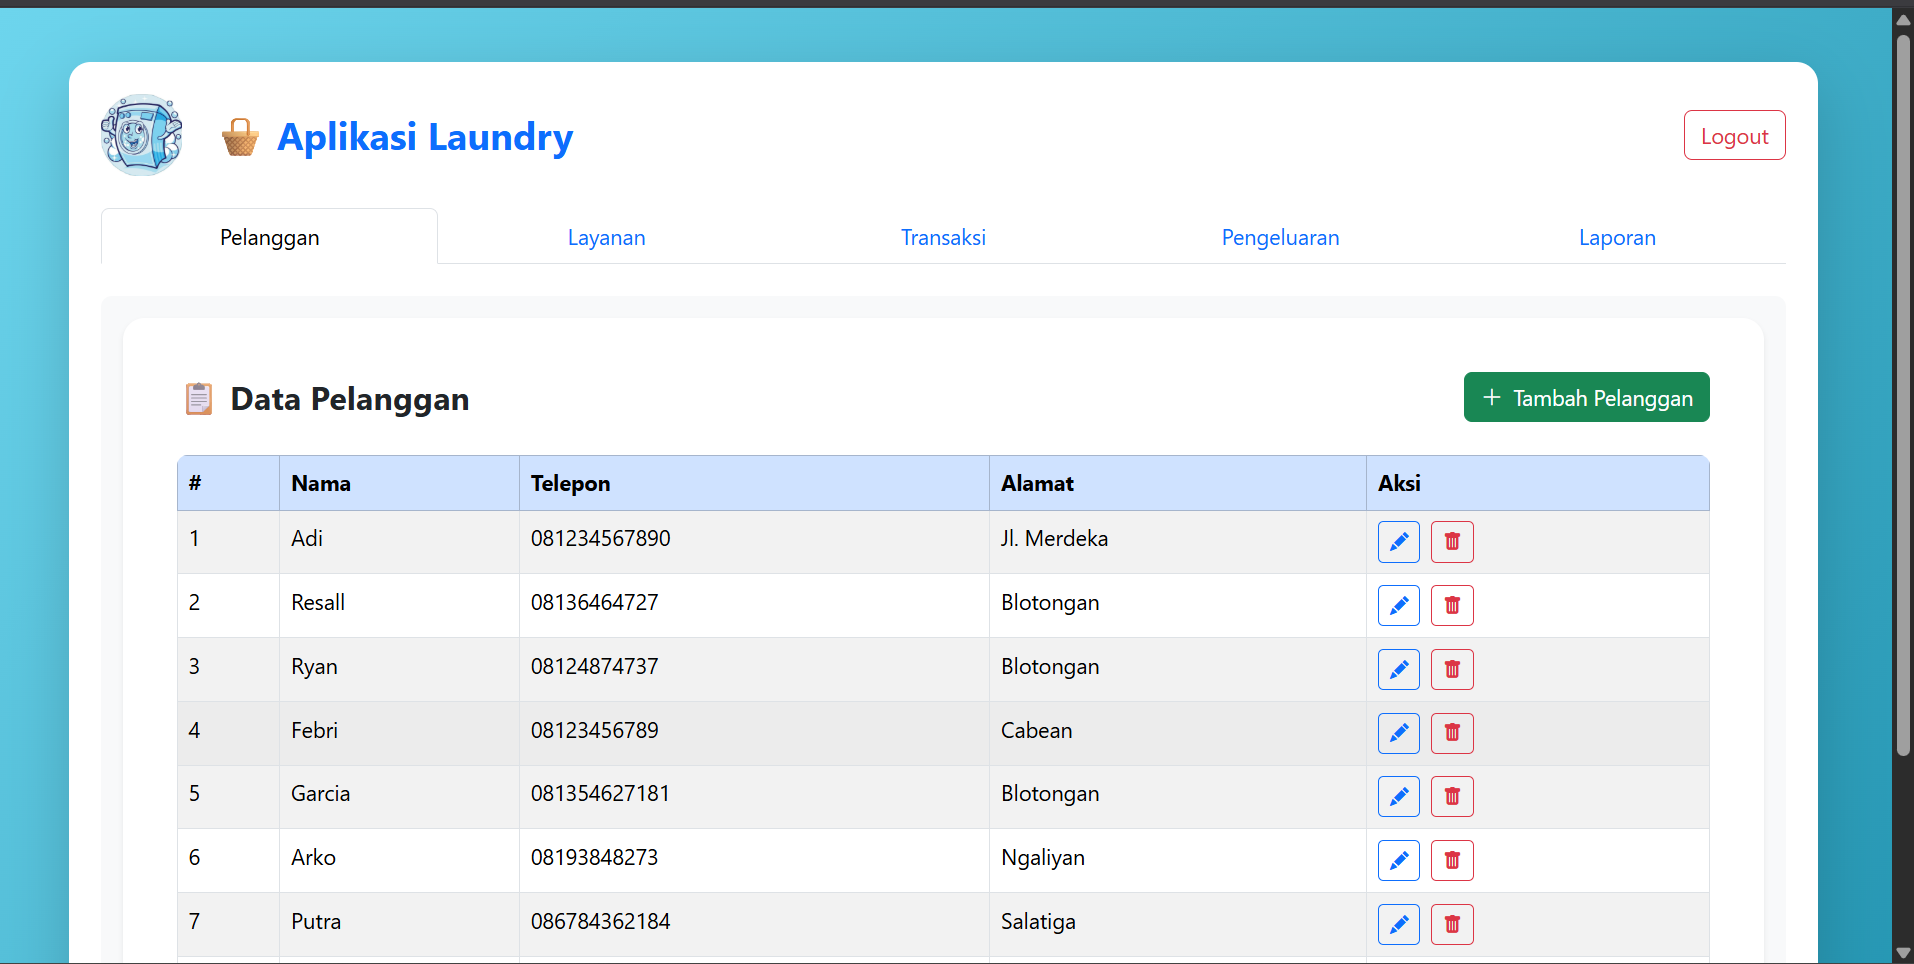 Aplikasi Laundry
Logout
Pelanggan Layanan Transaksi Pengeluaran Laporan
Data Pelanggan
+ Tambah Pelanggan
# Nama Telepon Alamat Aksi
1 Adi 081234567890 Jl. Merdeka
2 Resall 08136464727 Blotongan
3 Ryan 08124874737 Blotongan
4 Febri 08123456789 Cabean
5 Garcia 081354627181 Blotongan
6 Arko 08193848273 Ngaliyan
7 Putra 086784362184 Salatiga